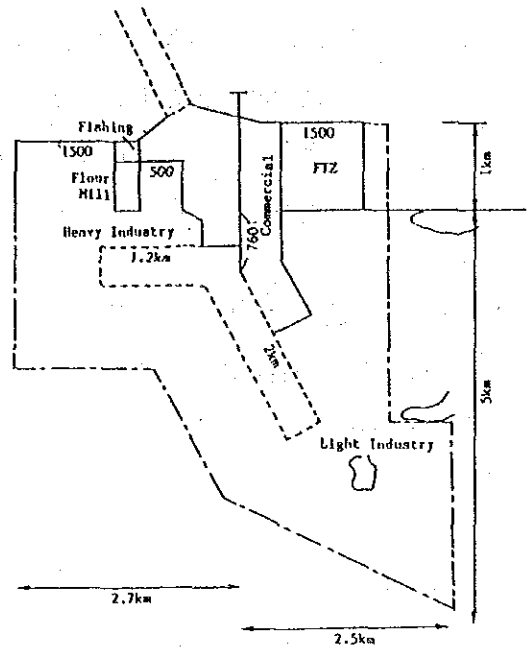 Fishing
1500
500
Flour
Mill
Commercial
1500
FTZ
1km
Heavy Industry
1.2km
760
2km
5km
Light Industry
2.7km
2.5km